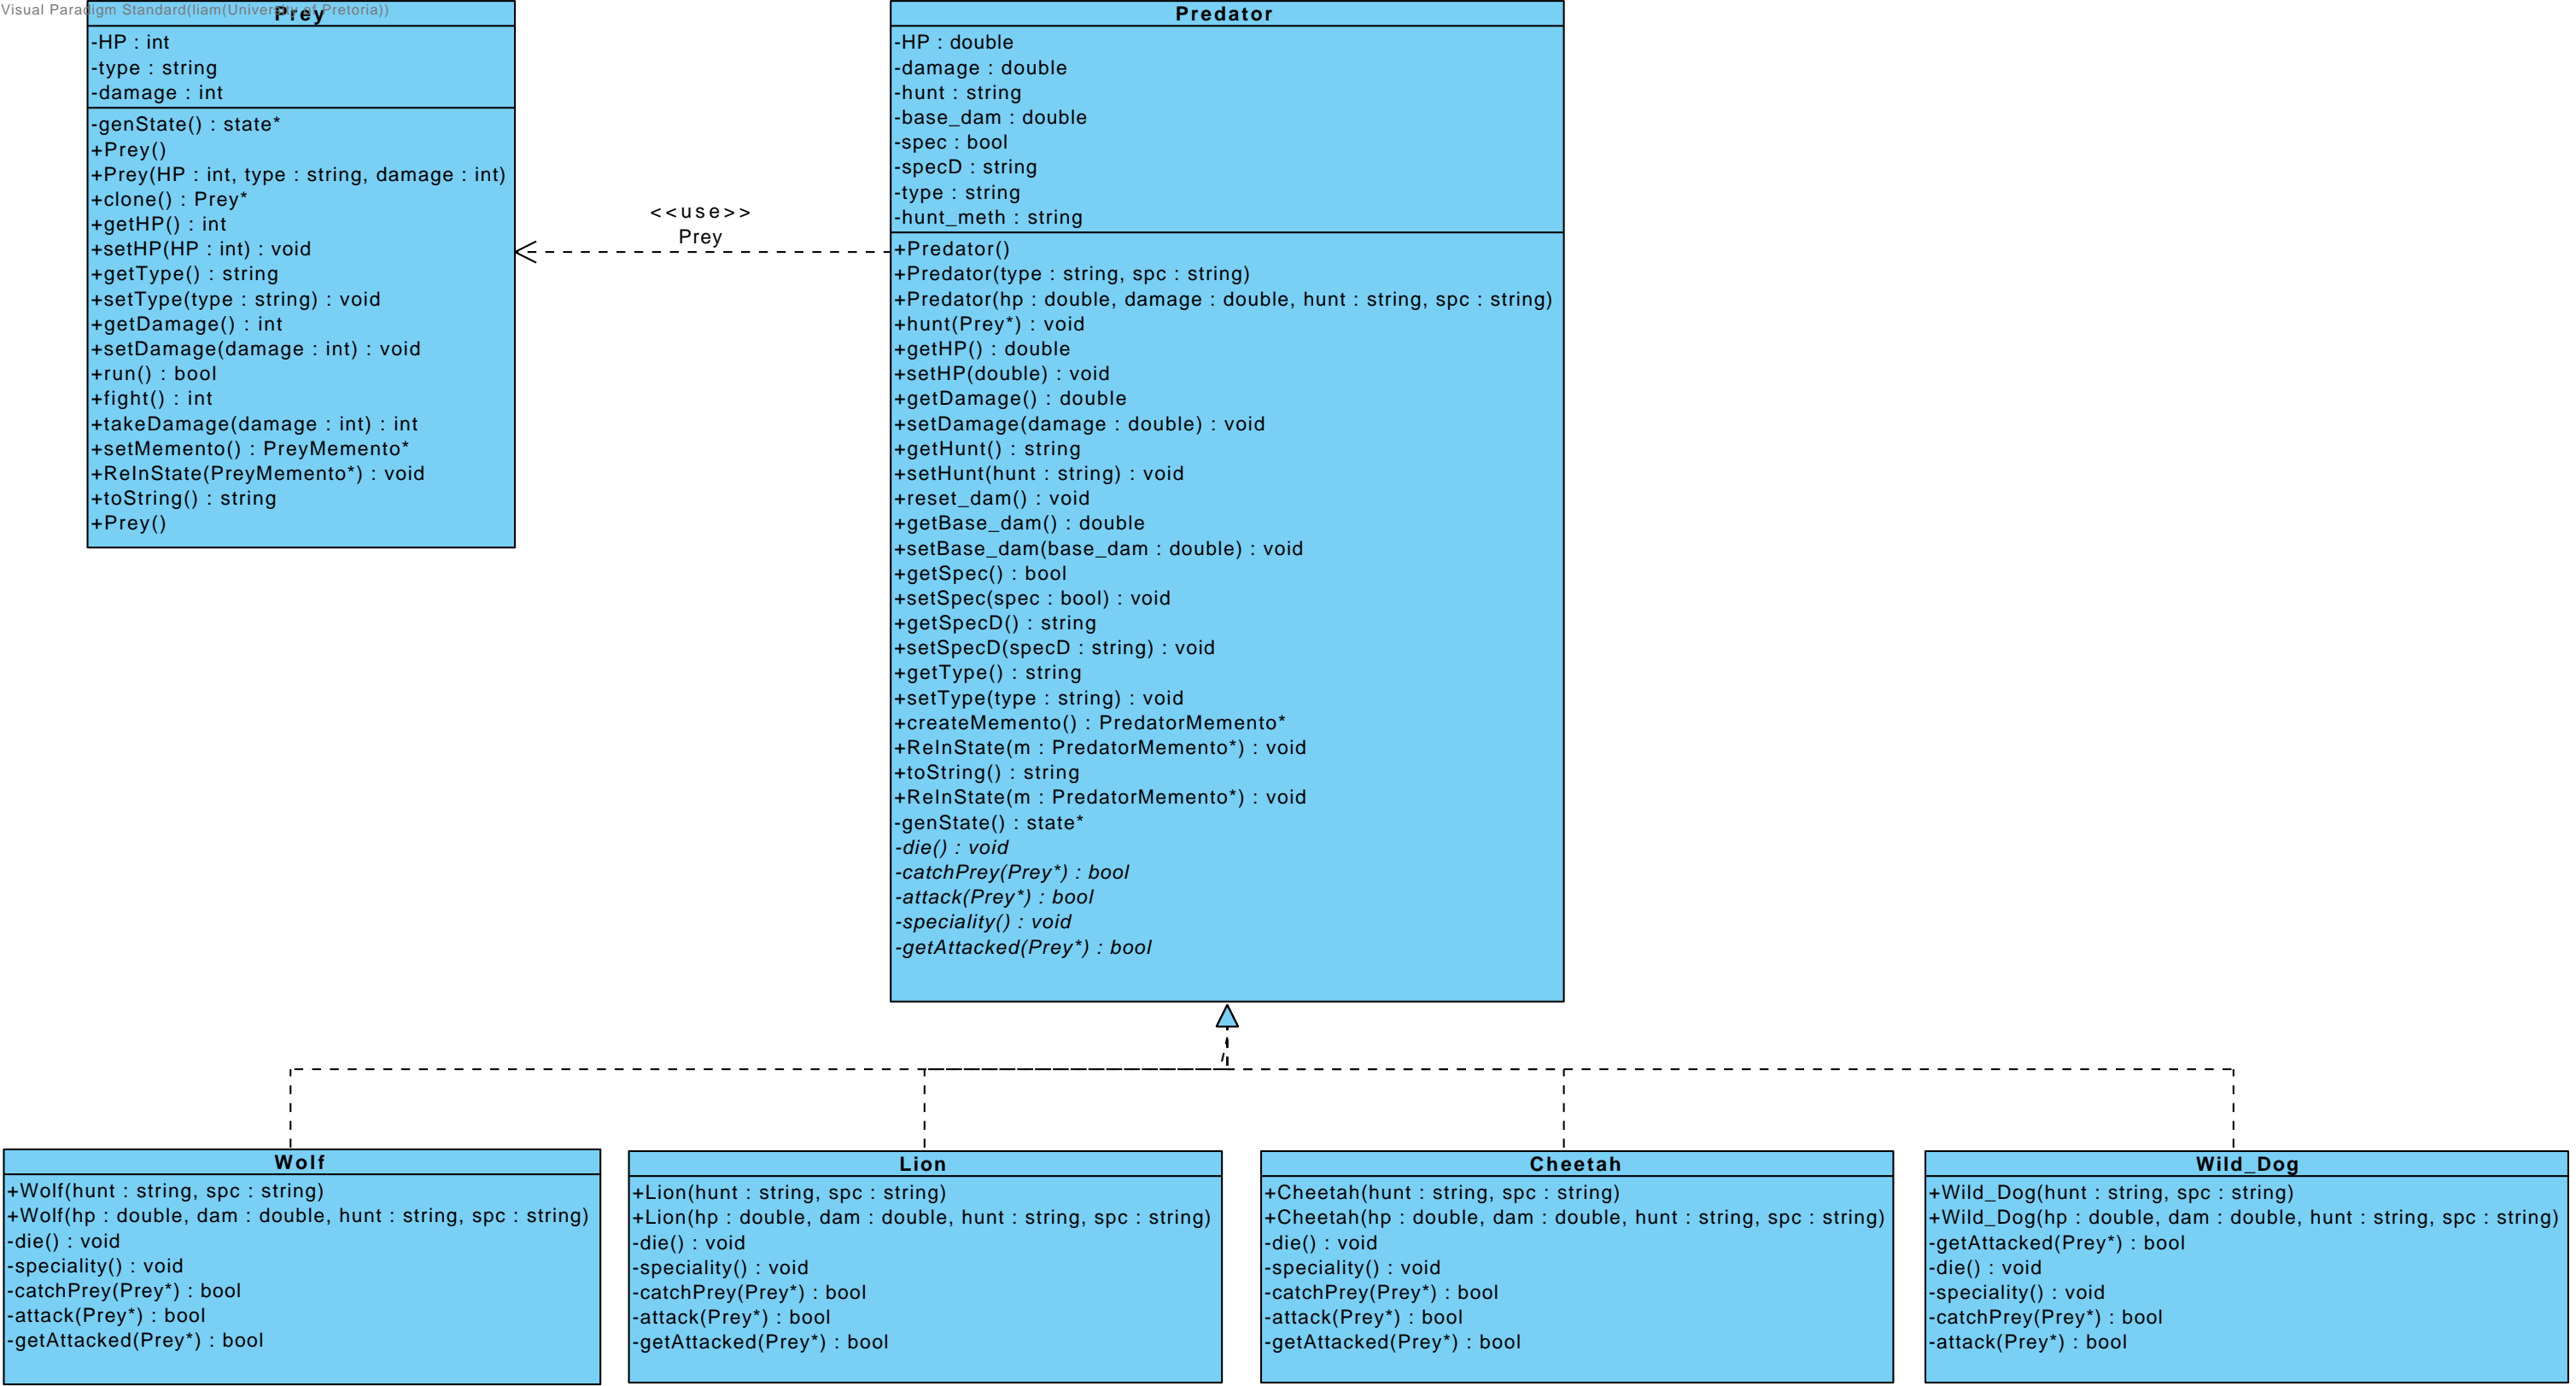 Visual Paradigm Standard(liam(University of Pretoria))
Prey
-HP : int
-type : string
-damage : int
-genState() : state*
+Prey()
+Prey(HP : int, type : string, damage : int)
+clone() : Prey*
+getHP() : int
+setHP(HP : int) : void
+getType() : string
+setType(type : string) : void
+getDamage() : int
+setDamage(damage : int) : void
+run() : bool
+fight() : int
+takeDamage(damage : int) : int
+setMemento() : PreyMemento*
+ReInState(PreyMemento*) : void
+toString() : string
+Prey()
<<use>>
Prey
Predator
-HP : double
-damage : double
-hunt : string
-base_dam : double
-spec : bool
-specD : string
-type : string
-hunt_meth : string
+Predator()
+Predator(type : string, spc : string)
+Predator(hp : double, damage : double, hunt : string, spc : string)
+hunt(Prey*) : void
+getHP() : double
+setHP(double) : void
+getDamage() : double
+setDamage(damage : double) : void
+getHunt() : string
+setHunt(hunt : string) : void
+reset_dam() : void
+getBase_dam() : double
+setBase_dam(base_dam : double) : void
+getSpec() : bool
+setSpec(spec : bool) : void
+getSpecD() : string
+setSpecD(specD : string) : void
+getType() : string
+setType(type : string) : void
+createMemento() : PredatorMemento*
+ReInState(m : PredatorMemento*) : void
+toString() : string
+ReInState(m : PredatorMemento*) : void
-genState() : state*
-die() : void
-catchPrey(Prey*) : bool
-attack(Prey*) : bool
-speciality() : void
-getAttacked(Prey*) : bool
Wolf
+Wolf(hunt : string, spc : string)
+Wolf(hp : double, dam : double, hunt : string, spc : string)
-die() : void
-speciality() : void
-catchPrey(Prey*) : bool
-attack(Prey*) : bool
-getAttacked(Prey*) : bool
Lion
+Lion(hunt : string, spc : string)
+Lion(hp : double, dam : double, hunt : string, spc : string)
-die() : void
-speciality() : void
-catchPrey(Prey*) : bool
-attack(Prey*) : bool
-getAttacked(Prey*) : bool
Cheetah
+Cheetah(hunt : string, spc : string)
+Cheetah(hp : double, dam : double, hunt : string, spc : string)
-die() : void
-speciality() : void
-catchPrey(Prey*) : bool
-attack(Prey*) : bool
-getAttacked(Prey*) : bool
Wild_Dog
+Wild_Dog(hunt : string, spc : string)
+Wild_Dog(hp : double, dam : double, hunt : string, spc : string)
-getAttacked(Prey*) : bool
-die() : void
-speciality() : void
-catchPrey(Prey*) : bool
-attack(Prey*) : bool